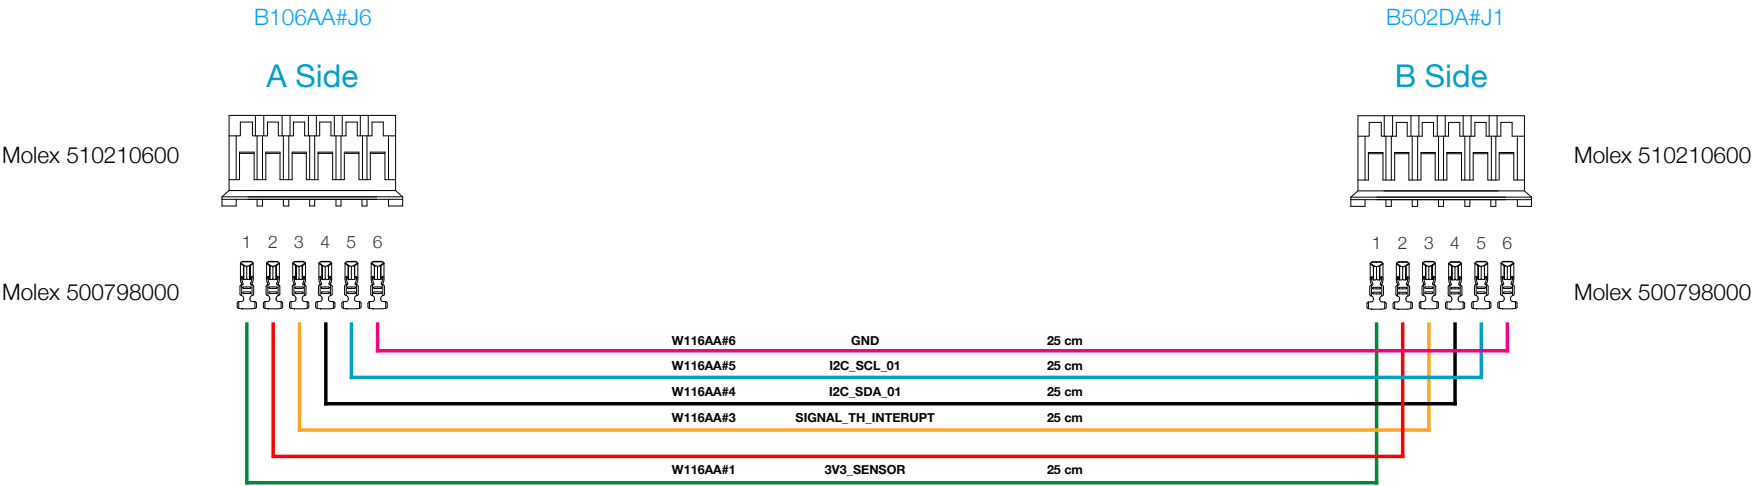 B106AA#J6 B502DA#J1
A Side B Side
Molex 510210600 Molex 510210600
1 2 3 4 5 6 1 2 3 4 5 6
Molex 500798000 Molex 500798000
W116AA#6 GND 25 cm
W116AA#5 I2C_SCL_01 25 cm
W116AA#4 I2C_SDA_01 25 cm
W116AA#3 SIGNAL_TH_INTERUPT 25 cm
W116AA#1 3V3_SENSOR 25 cm